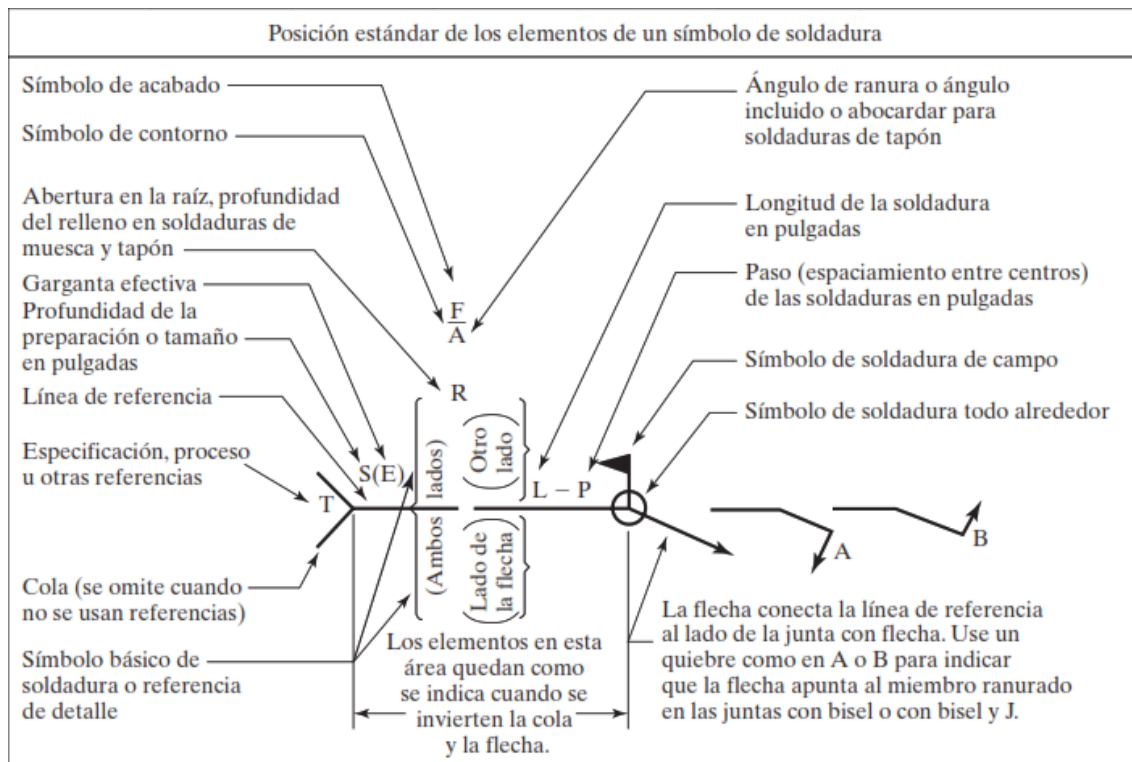 Posición estándar de los elementos de un símbolo de soldadura
Símbolo de acabado
Símbolo de contorno
Abertura en la raíz, profundidad
del relleno en soldaduras de
muesca y tapón
Garganta efectiva
Profundidad de la
preparación o tamaño
en pulgadas
Línea de referencia
Especificación, proceso
u otras referencias
Cola (se omite cuando
no se usan referencias)
Símbolo básico de
soldadura o referencia
de detalle
F
A
R
S(E)
T
(Ambos lados)
(Otro
lado)
(Lado de
la flecha)
L – P
Los elementos en esta
área quedan como
se indica cuando se
invierten la cola
y la flecha.
Ángulo de ranura o ángulo
incluido o abocardar para
soldaduras de tapón
Longitud de la soldadura
en pulgadas
Paso (espaciamiento entre centros)
de las soldaduras en pulgadas
Símbolo de soldadura de campo
Símbolo de soldadura todo alrededor
A
B
La flecha conecta la línea de referencia
al lado de la junta con flecha. Use un
quiebre como en A o B para indicar
que la flecha apunta al miembro ranurado
en las juntas con bisel o con bisel y J.